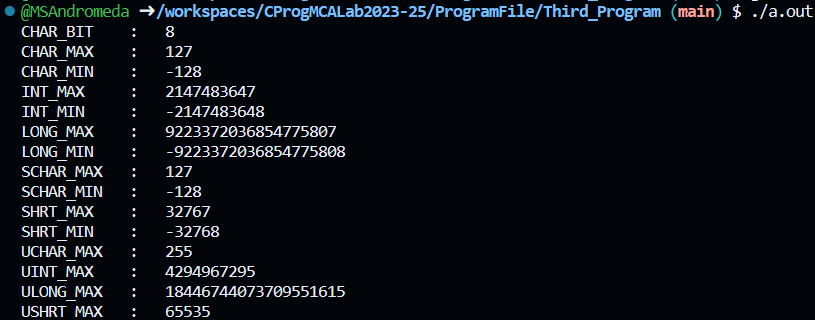 @MSAndromeda ➜/workspaces/CProgMCALab2023-25/ProgramFile/Third_Program (main) $ ./a.out
CHAR_BIT : 8
CHAR_MAX : 127
CHAR_MIN : -128
INT_MAX : 2147483647
INT_MIN : -2147483648
LONG_MAX : 9223372036854775807
LONG_MIN : -9223372036854775808
SCHAR_MAX : 127
SCHAR_MIN : -128
SHRT_MAX : 32767
SHRT_MIN : -32768
UCHAR_MAX : 255
UINT_MAX : 4294967295
ULONG_MAX : 18446744073709551615
USHRT_MAX : 65535